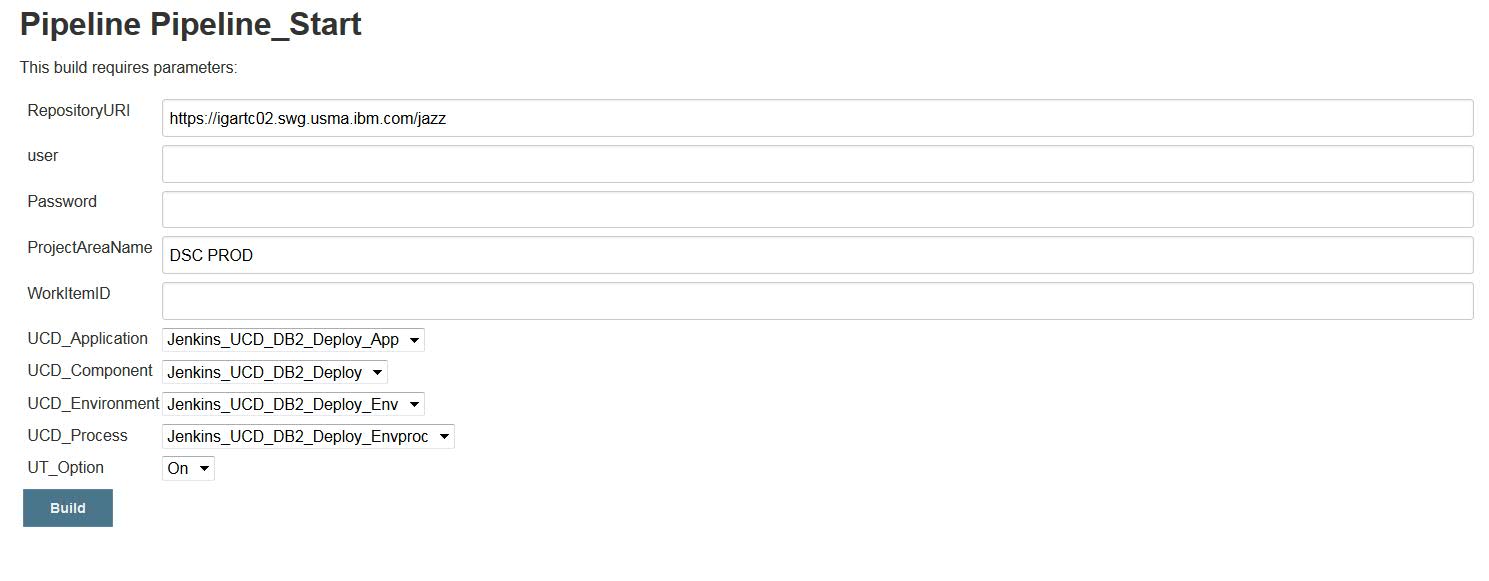 Pipeline Pipeline_Start
This build requires parameters:
RepositoryURI https://igartc02.swg.usma.ibm.com/jazz
user
Password
ProjectAreaName DSC PROD
WorkItemID
UCD_Application Jenkins_UCD_DB2_Deploy_App
UCD_Component Jenkins_UCD_DB2_Deploy
UCD_Environment Jenkins_UCD_DB2_Deploy_Env
UCD_Process Jenkins_UCD_DB2_Deploy_Envproc
UT_Option On
Build